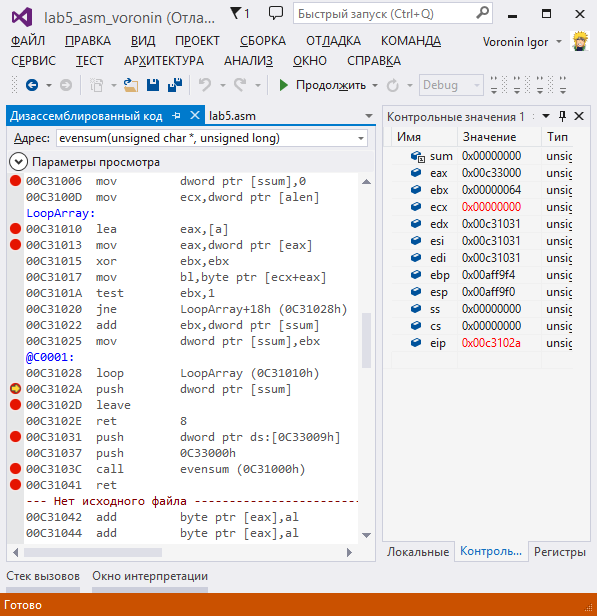 lab5_asm_voronin (Отла...
1
Быстрый запуск (Ctrl+Q)
ФАЙЛ ПРАВКА ВИД ПРОЕКТ СБОРКА ОТЛАДКА КОМАНДА Voronin Igor
СЕРВИС ТЕСТ АРХИТЕКТУРА АНАЛИЗ ОКНО СПРАВКА
Продолжить Debug
Дизассемблированный код lab5.asm
Адрес: evensum(unsigned char *, unsigned long)
Параметры просмотра
00C31006 mov dword ptr [ssum],0
00C3100D mov ecx,dword ptr [alen]
LoopArray:
00C31010 lea eax,[a]
00C31013 mov eax,dword ptr [eax]
00C31015 xor ebx,ebx
00C31017 mov bl,byte ptr [ecx+eax]
00C3101A test ebx,1
00C31020 jne LoopArray+18h (0C31028h)
00C31022 add ebx,dword ptr [ssum]
00C31025 mov dword ptr [ssum],ebx
@C0001:
00C31028 loop LoopArray (0C31010h)
00C3102A push dword ptr [ssum]
00C3102D leave
00C3102E ret 8
00C31031 push dword ptr ds:[0C33009h]
00C31037 push 0C33000h
00C3103C call evensum (0C31000h)
00C31041 ret
--- Нет исходного файла ------------------------
00C31042 add byte ptr [eax],al
00C31044 add byte ptr [eax],al
Контрольные значения 1
Имя Значение Тип
sum 0x00000000 unsig
eax 0x00c33000 unsig
ebx 0x00000064 unsig
ecx 0x00000000 unsig
edx 0x00c31031 unsig
esi 0x00c31031 unsig
edi 0x00c31031 unsig
ebp 0x00aff9f4 unsig
esp 0x00aff9f0 unsig
ss 0x00000000 unsig
cs 0x00000000 unsig
eip 0x00c3102a unsig
Локальные Контроль... Регистры
Стек вызовов Окно интерпретации
Готово